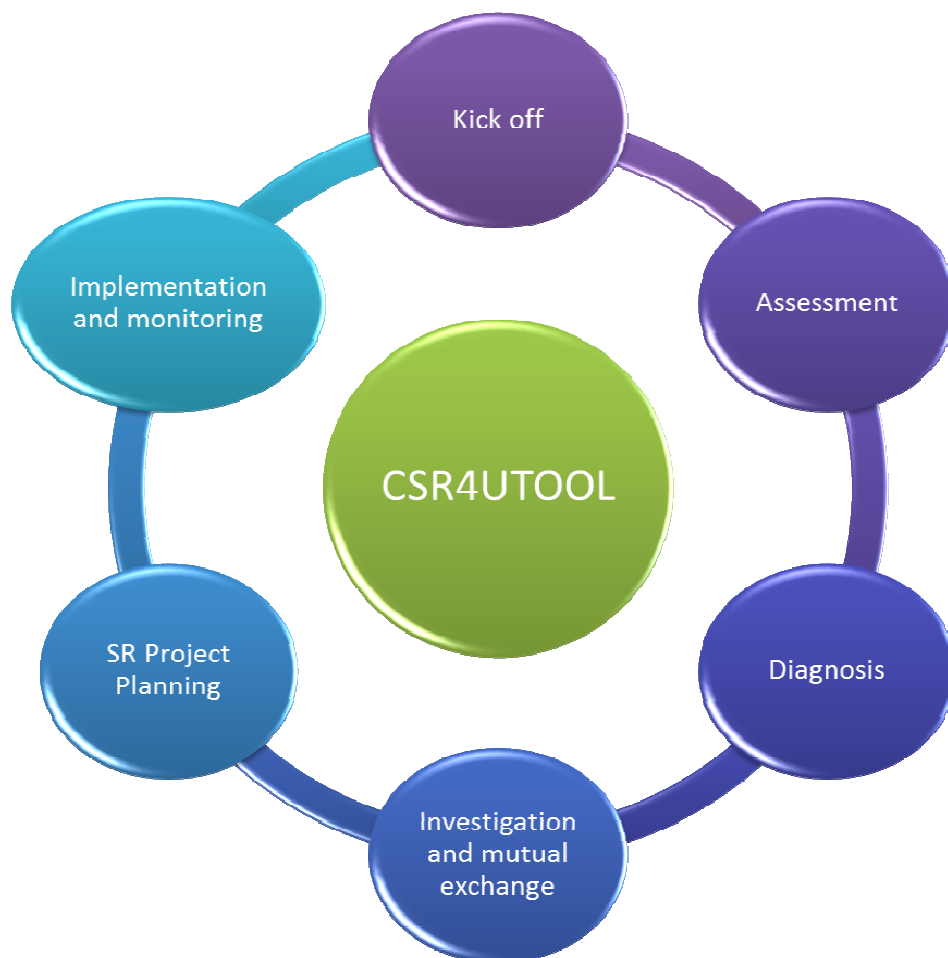 Kick off
Assessment
Diagnosis
Investigation
and mutual
exchange
SR Project
Planning
Implementation
and monitoring
CSR4UTOOL